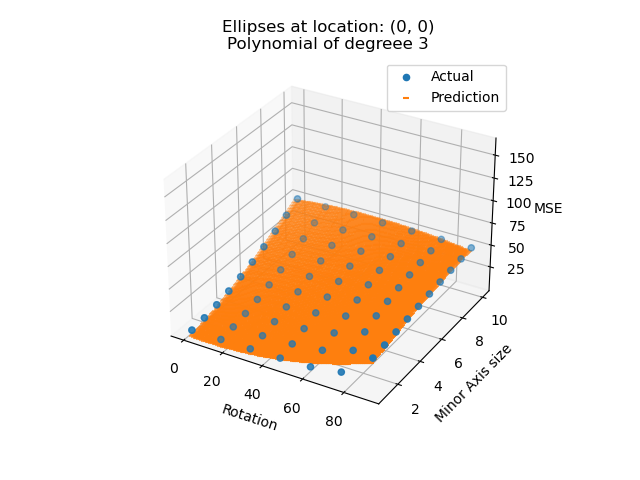 Ellipses at location: (0, 0)
Polynomial of degreee 3
Actual
Prediction
150
125
100
75
50
25
MSE
0
20
40
60
80
Rotation
2
4
6
8
10
Minor Axis size